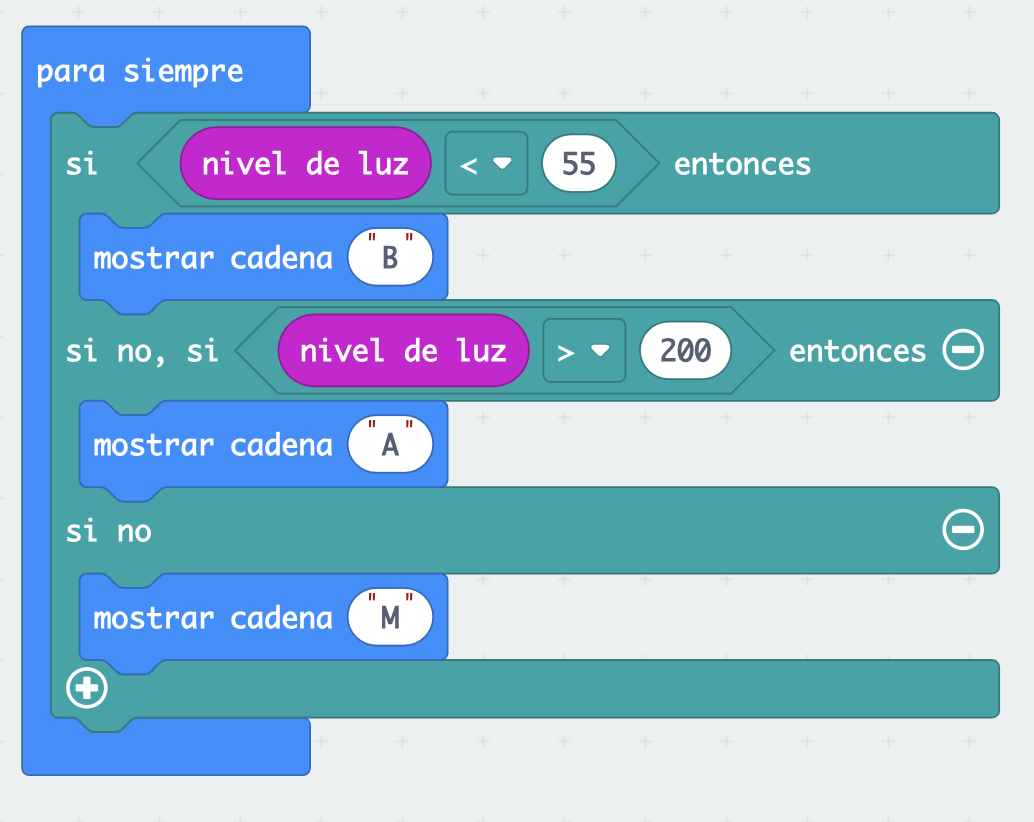 para siempre
si nivel de luz < 55 entonces
mostrar cadena "B"
si no, si nivel de luz > 200 entonces
mostrar cadena "A"
si no
mostrar cadena "M"